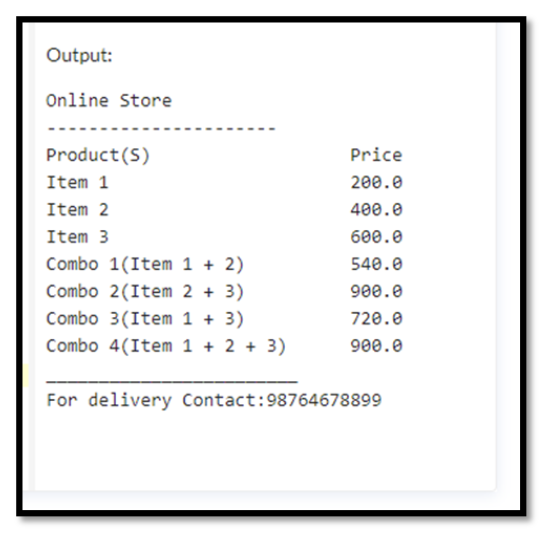 Output:
Online Store
----------------------
Product(S) Price
Item 1 200.0
Item 2 400.0
Item 3 600.0
Combo 1(Item 1 + 2) 540.0
Combo 2(Item 2 + 3) 900.0
Combo 3(Item 1 + 3) 720.0
Combo 4(Item 1 + 2 + 3) 900.0
________________________
For delivery Contact:98764678899